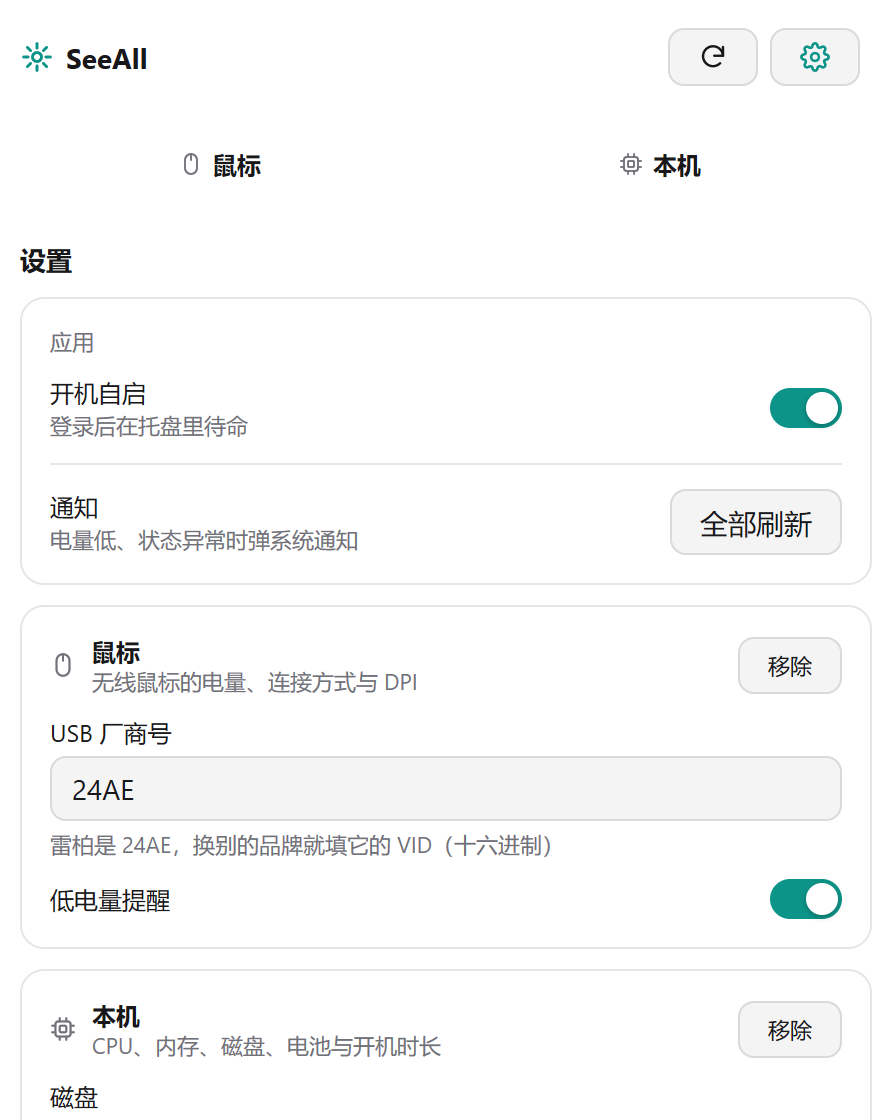 SeeAll
鼠标
本机
设置
应用
开机自启
登录后在托盘里待命
通知
电量低、状态异常时弹系统通知
全部刷新
鼠标
无线鼠标的电量、连接方式与 DPI
移除
USB 厂商号
24AE
雷柏是 24AE，换别的品牌就填它的 VID（十六进制）
低电量提醒
本机
CPU、内存、磁盘、电池与开机时长
移除
磁盘